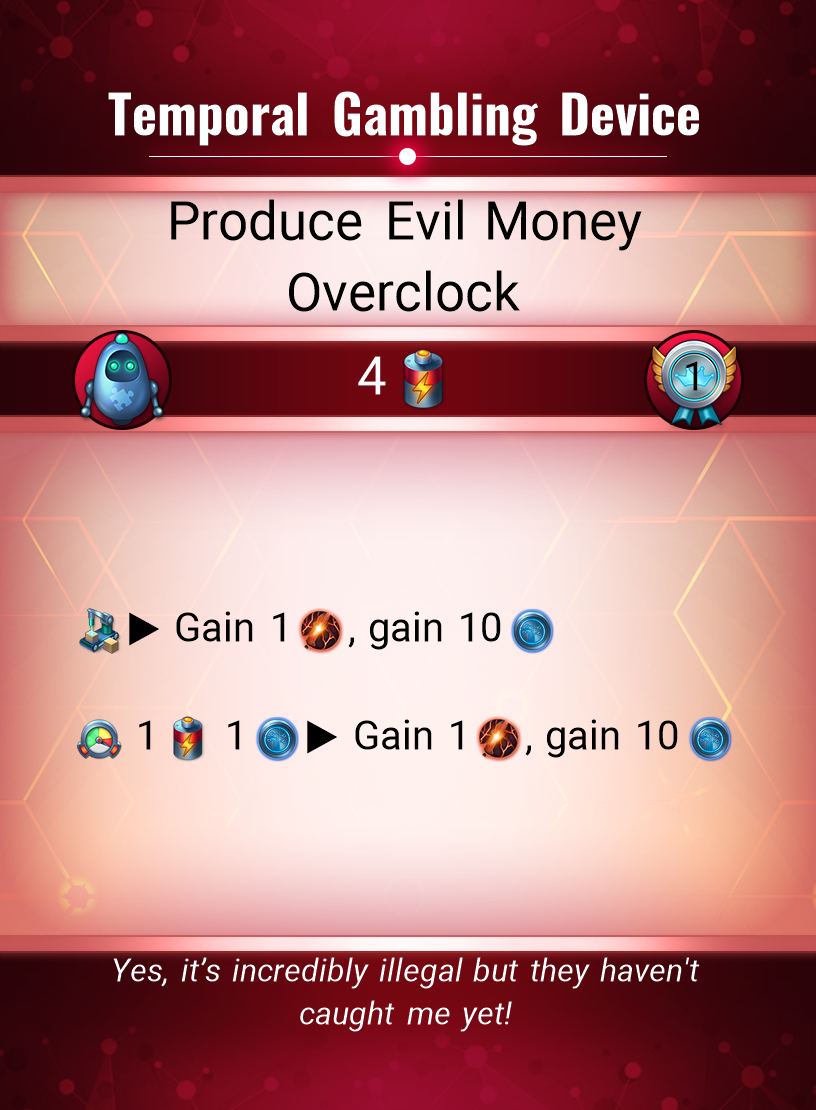 Temporal Gambling Device
Produce Evil Money
Overclock
4
1
Gain 1 , gain 10
1 1 Gain 1 , gain 10
Yes, it’s incredibly illegal but they haven't
caught me yet!